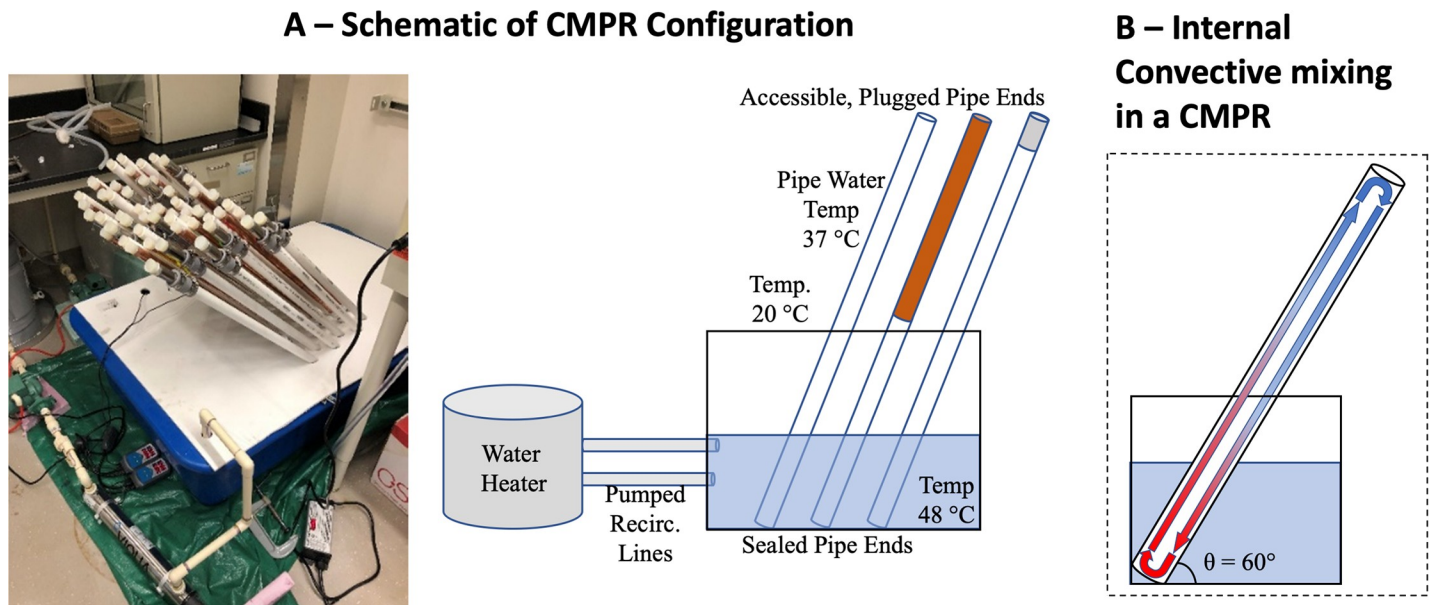 A – Schematic of CMPR Configuration
B – Internal
Convective mixing
in a CMPR
Accessible, Plugged Pipe Ends
Pipe Water
Temp
37 °C
Temp.
20 °C
Water
Heater
Pumped
Recirc.
Lines
Temp
48 °C
Sealed Pipe Ends
θ = 60°